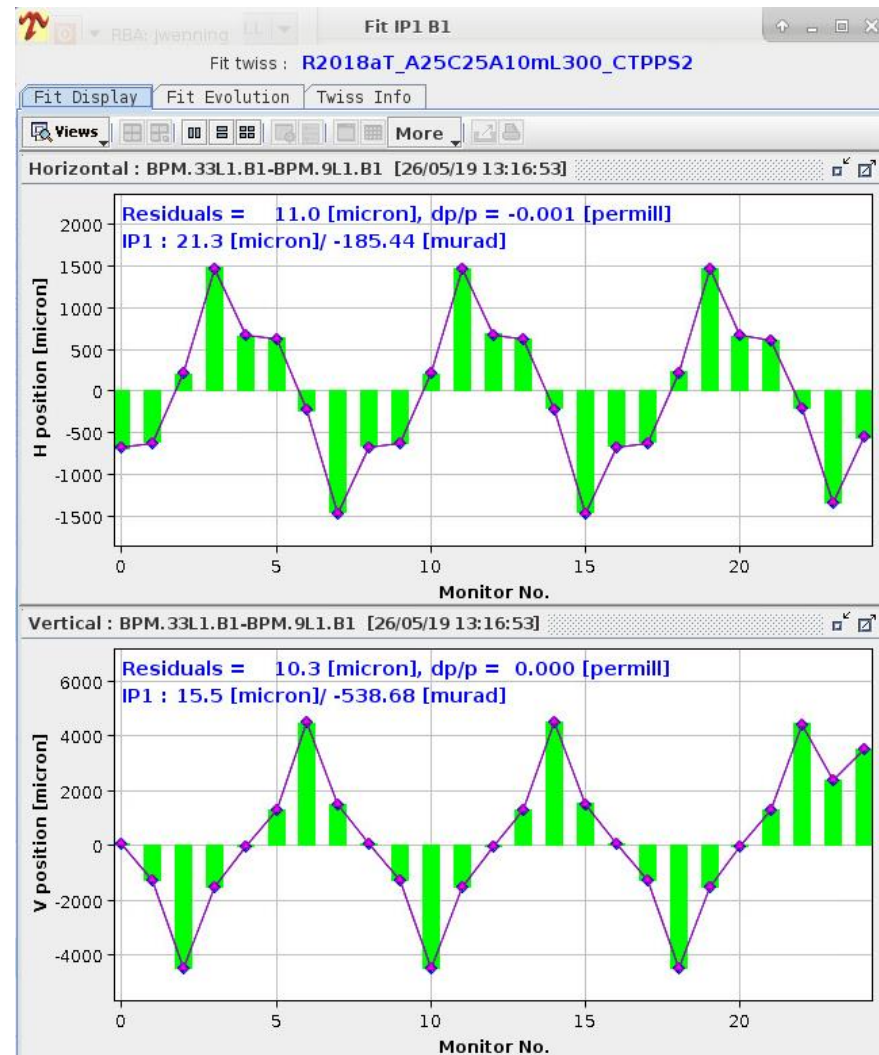 RBA: jwenning
Fit IP1 B1
Fit twiss : R2018aT_A25C25A10mL300_CTPPS2
Fit Display Fit Evolution Twiss Info
Views More
Horizontal : BPM.33L1.B1-BPM.9L1.B1 [26/05/19 13:16:53]
Residuals = 11.0 [micron], dp/p = -0.001 [permill]
IP1 : 21.3 [micron]/ -185.44 [murad]
H position [micron]
2000
1500
1000
500
0
-500
-1000
-1500
0 5 10 15 20
Monitor No.
Vertical : BPM.33L1.B1-BPM.9L1.B1 [26/05/19 13:16:53]
Residuals = 10.3 [micron], dp/p = 0.000 [permill]
IP1 : 15.5 [micron]/ -538.68 [murad]
V position [micron]
6000
4000
2000
0
-2000
-4000
0 5 10 15 20
Monitor No.